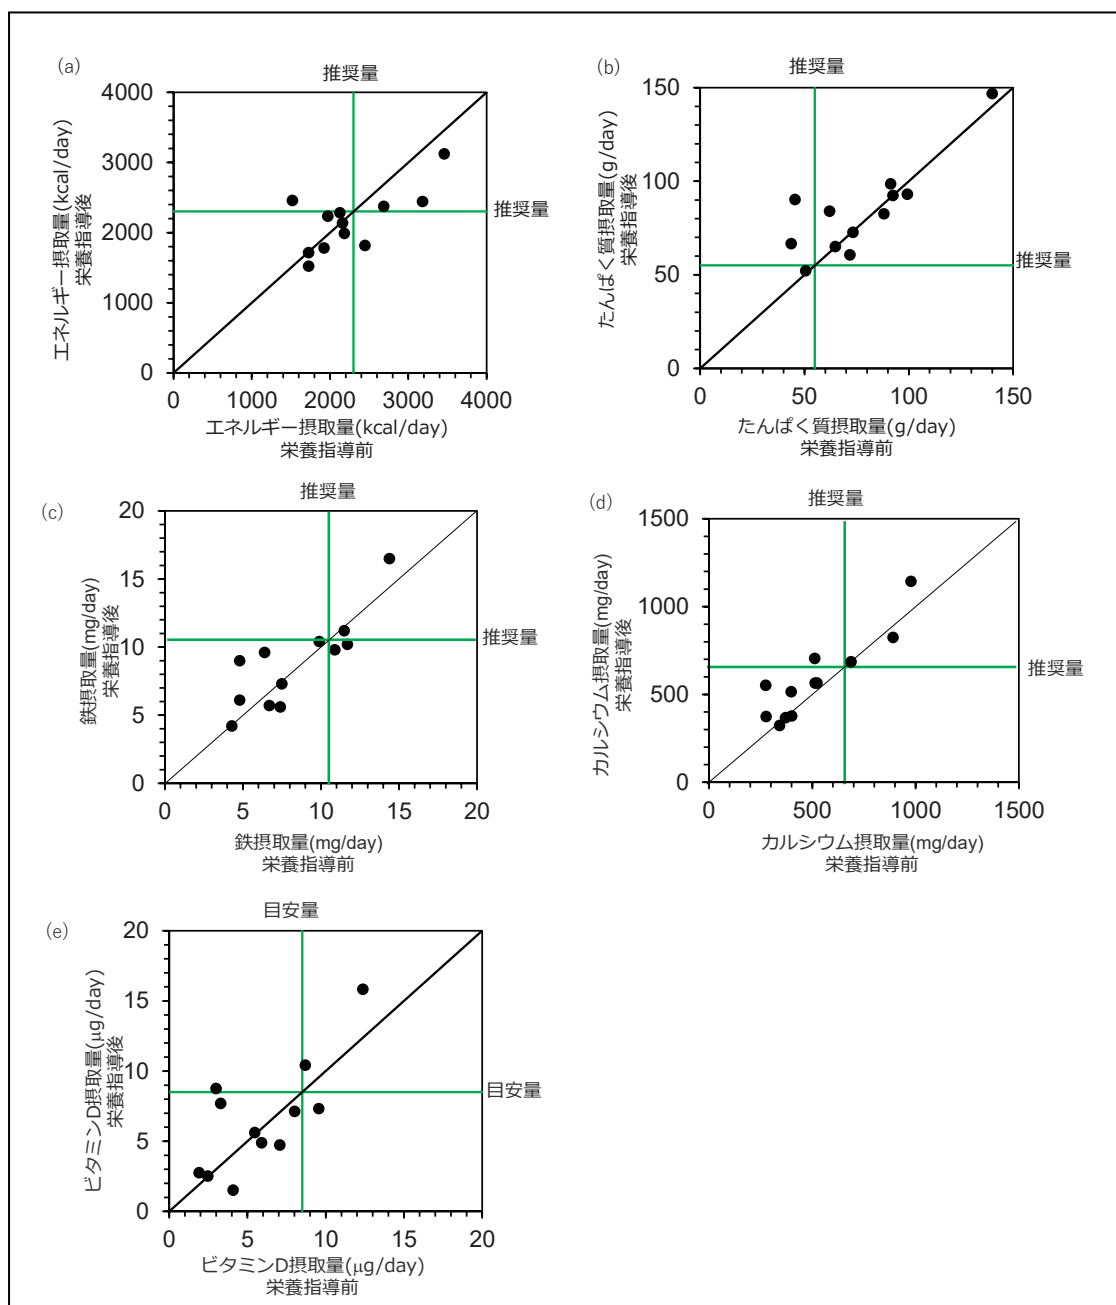 (a)
推奨量
エネルギー摂取量(kcal/day)
栄養指導後
4000
3000
2000
1000
0
推奨量
0 1000 2000 3000 4000
エネルギー摂取量(kcal/day)
栄養指導前
(b)
推奨量
たんぱく質摂取量(g/day)
栄養指導後
150
100
50
0
推奨量
0 50 100 150
たんぱく質摂取量(g/day)
栄養指導前
(c)
推奨量
鉄摂取量(mg/day)
栄養指導後
20
15
10
5
0
推奨量
0 5 10 15 20
鉄摂取量(mg/day)
栄養指導前
(d)
推奨量
カルシウム摂取量(mg/day)
栄養指導後
1500
1000
500
0
推奨量
0 500 1000 1500
カルシウム摂取量(mg/day)
栄養指導前
(e)
目安量
ビタミンD摂取量(μg/day)
栄養指導後
20
15
10
5
0
目安量
0 5 10 15 20
ビタミンD摂取量(μg/day)
栄養指導前